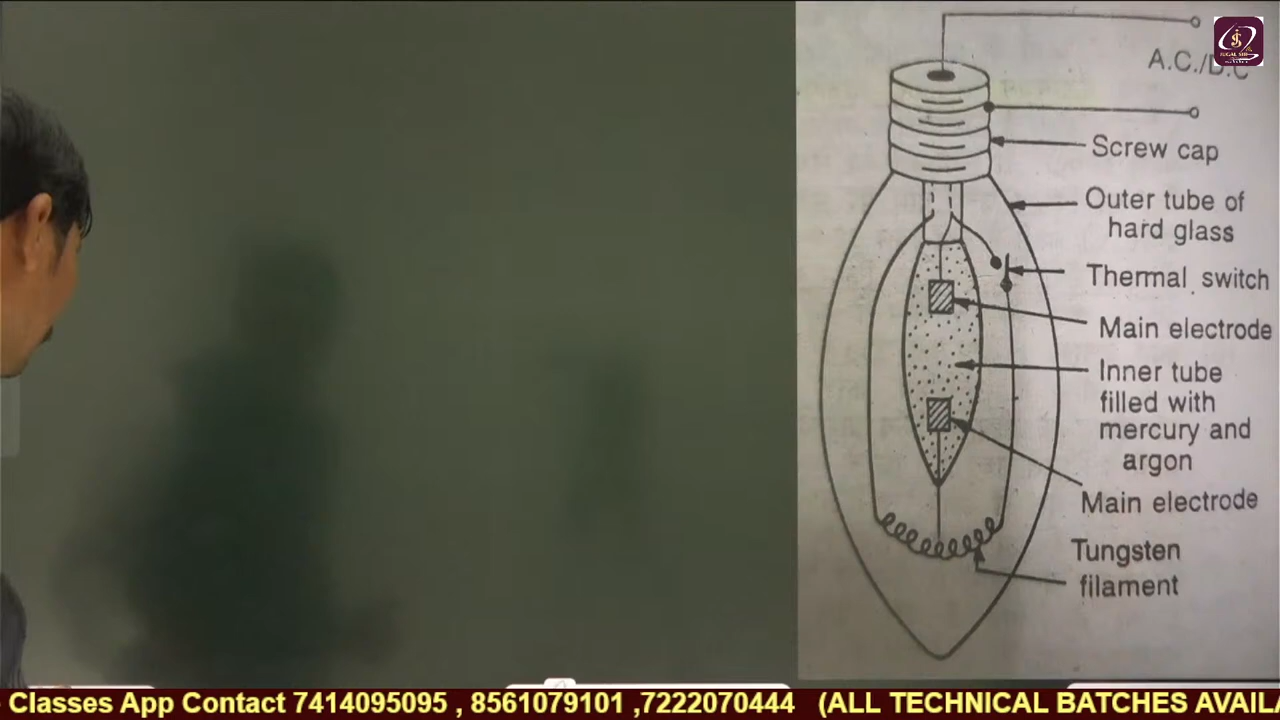 A.C./D.C
Screw cap
Outer tube of
hard glass
Thermal switch
Main electrode
Inner tube
filled with
mercury and
argon
Main electrode
Tungsten
filament
Classes App Contact 7414095095 , 8561079101 ,7222070444 (ALL TECHNICAL BATCHES AVAILA